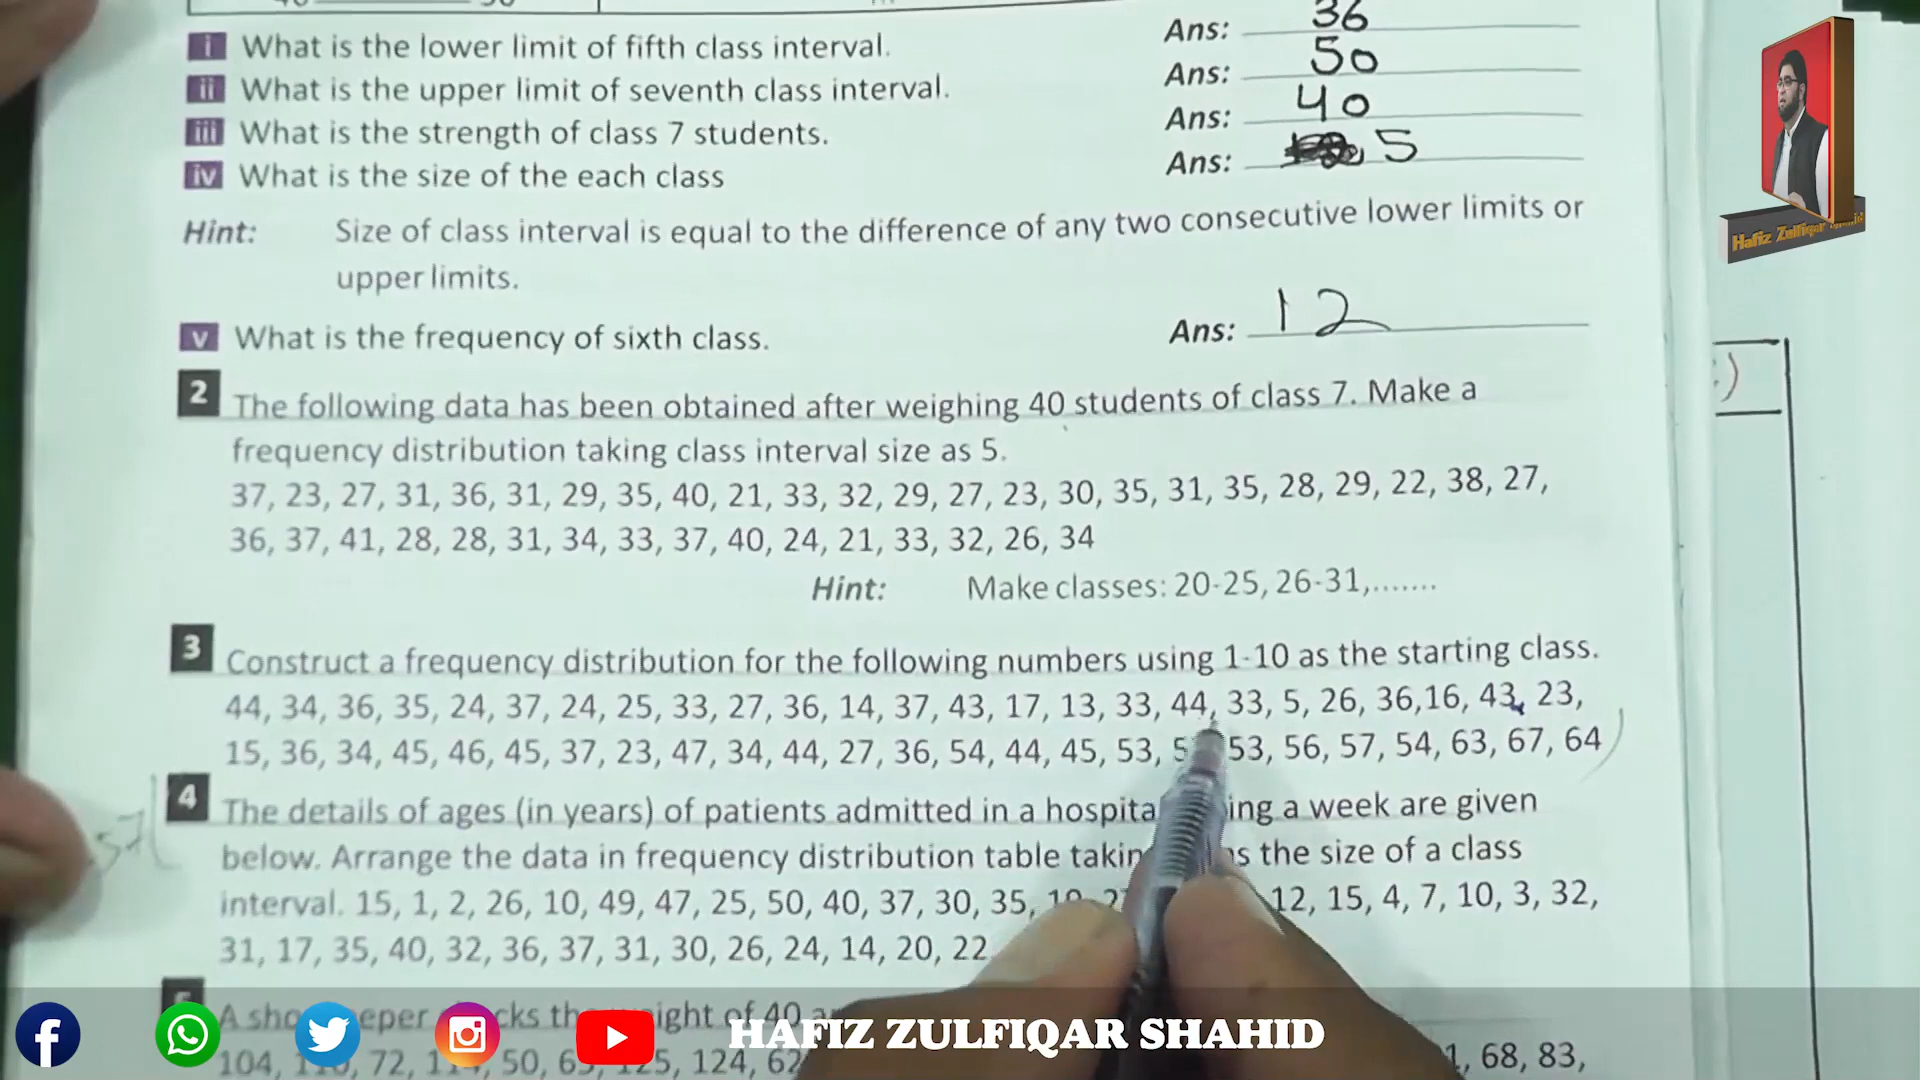 36
i What is the lower limit of fifth class interval. Ans:
50
ii What is the upper limit of seventh class interval. Ans:
40
iii What is the strength of class 7 students. Ans:
5
iv What is the size of the each class Ans:
Hint: Size of class interval is equal to the difference of any two consecutive lower limits or
upper limits.
v What is the frequency of sixth class. Ans: 12
2 The following data has been obtained after weighing 40 students of class 7. Make a
frequency distribution taking class interval size as 5.
37, 23, 27, 31, 36, 31, 29, 35, 40, 21, 33, 32, 29, 27, 23, 30, 35, 31, 35, 28, 29, 22, 38, 27,
36, 37, 41, 28, 28, 31, 34, 33, 37, 40, 24, 21, 33, 32, 26, 34
Hint: Make classes: 20-25, 26-31,.......
3 Construct a frequency distribution for the following numbers using 1-10 as the starting class.
44, 34, 36, 35, 24, 37, 24, 25, 33, 27, 36, 14, 37, 43, 17, 13, 33, 44, 33, 5, 26, 36,16, 43, 23,
15, 36, 34, 45, 46, 45, 37, 23, 47, 34, 44, 27, 36, 54, 44, 45, 53, 53, 56, 57, 54, 63, 67, 64
4 The details of ages (in years) of patients admitted in a a week are given
below. Arrange the data in frequency distribution table the size of a class
interval. 15, 1, 2, 26, 10, 49, 47, 25, 50, 40, 37, 30, 35, 12, 15, 4, 7, 10, 3, 32,
31, 17, 35, 40, 32, 36, 37, 31, 30, 26, 24, 14, 20, 22
A of 40
104, 72, 50, 124, 68, 83,
Hafiz Zulfiqar
HAFIZ ZULFIQAR SHAHID